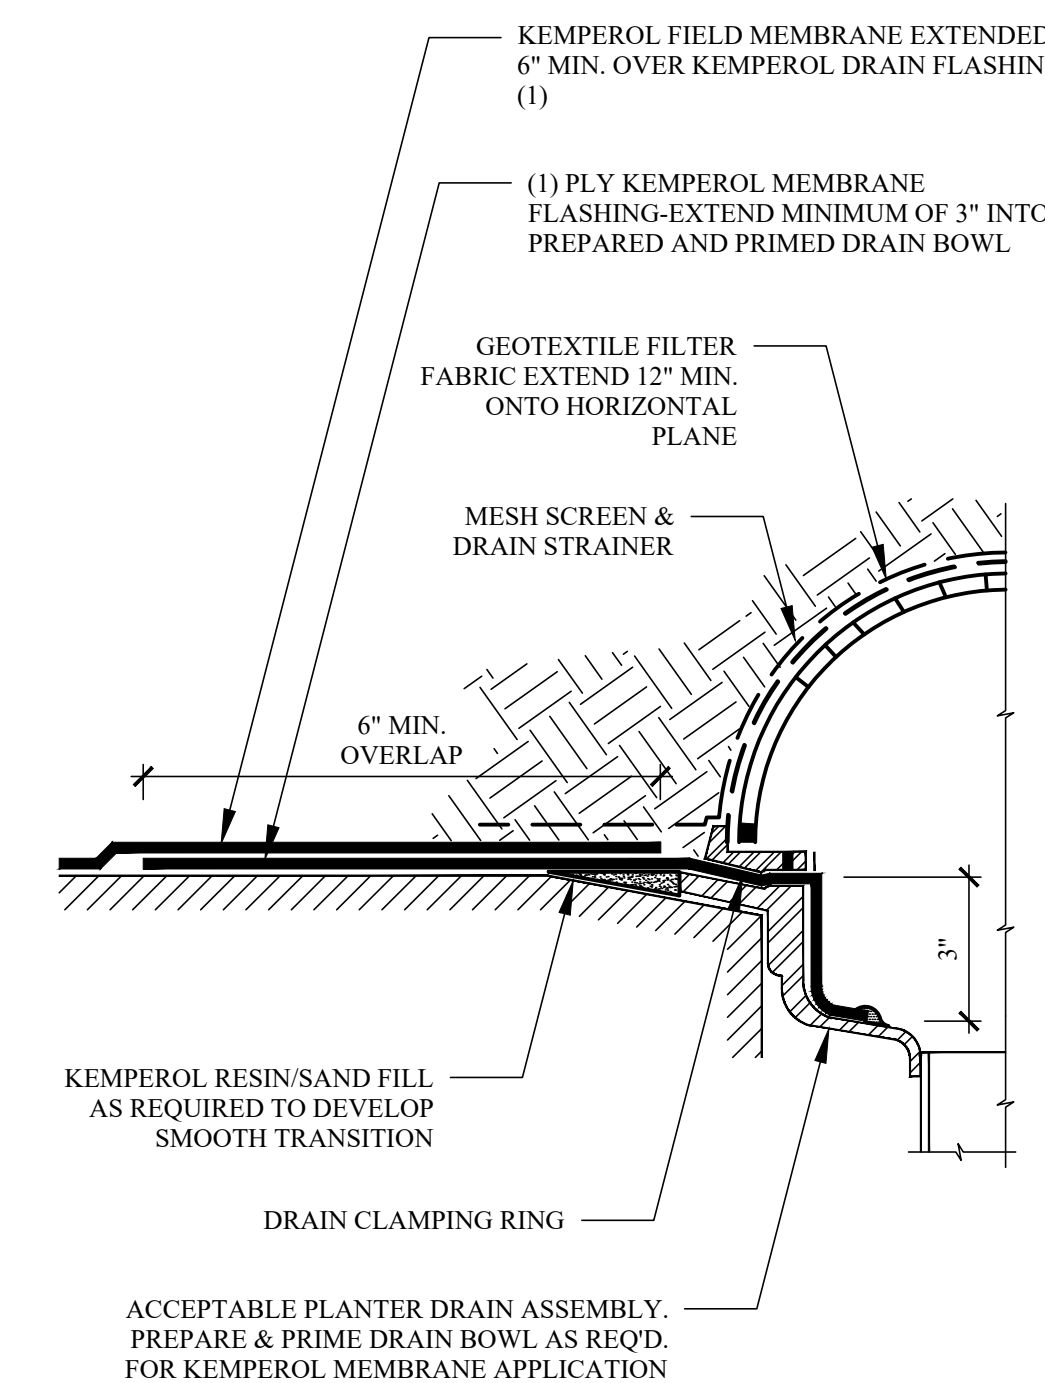 KEMPEROL FIELD MEMBRANE EXTENDED
6" MIN. OVER KEMPEROL DRAIN FLASHIN
(1)
(1) PLY KEMPEROL MEMBRANE
FLASHING-EXTEND MINIMUM OF 3" INTO
PREPARED AND PRIMED DRAIN BOWL
GEOTEXTILE FILTER
FABRIC EXTEND 12" MIN.
ONTO HORIZONTAL
PLANE
MESH SCREEN &
DRAIN STRAINER
6" MIN.
OVERLAP
3"
KEMPEROL RESIN/SAND FILL
AS REQUIRED TO DEVELOP
SMOOTH TRANSITION
DRAIN CLAMPING RING
ACCEPTABLE PLANTER DRAIN ASSEMBLY.
PREPARE & PRIME DRAIN BOWL AS REQ'D.
FOR KEMPEROL MEMBRANE APPLICATION